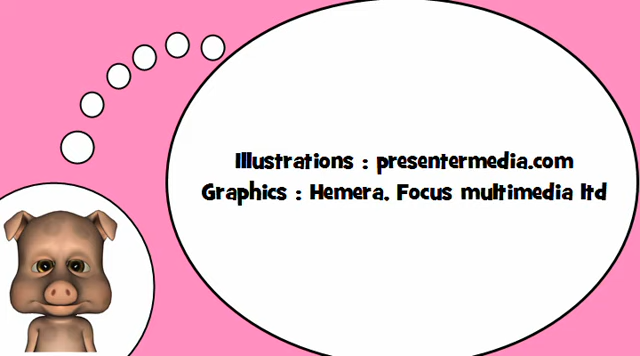 Illustrations : presentermedia.com
Graphics : Hemera. Focus multimedia ltd